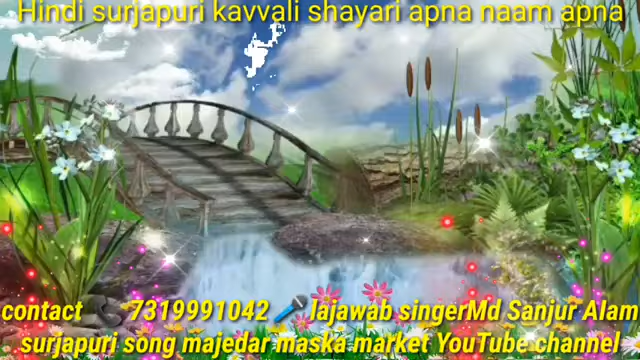 Hindi surjapuri kavvali shayari apna naam apna
contact 📞 7319991042🎤 lajawab singerMd Sanjur Alam
surjapuri song majedar maska market YouTube channel